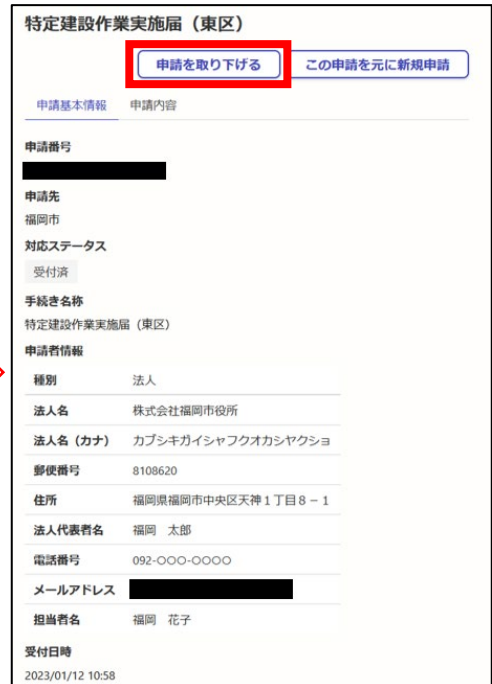 特定建設作業実施届（東区）
申請を取り下げる この申請を元に新規申請
申請基本情報 申請内容
申請番号
申請先
福岡市
対応ステータス
受付済
手続き名称
特定建設作業実施届（東区）
申請者情報
種別 法人
法人名 株式会社福岡市役所
法人名（カナ） カブシキガイシャフクオカシヤクショ
郵便番号 8108620
住所 福岡県福岡市中央区天神１丁目８－１
法人代表者名 福岡　太郎
電話番号 092-○○○-○○○○
メールアドレス
担当者名 福岡　花子
受付日時
2023/01/12 10:58